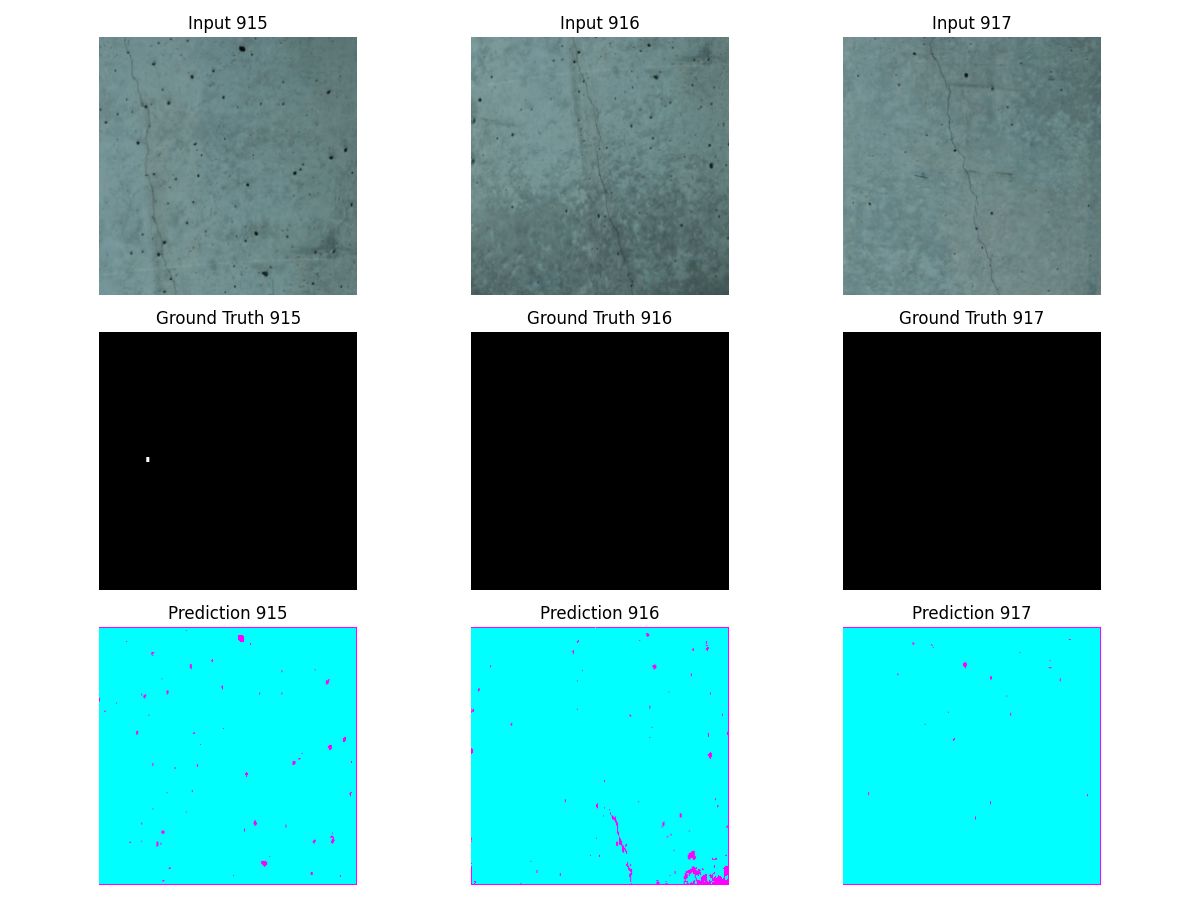 Input 915
Input 916
Input 917
Ground Truth 915
Ground Truth 916
Ground Truth 917
Prediction 915
Prediction 916
Prediction 917